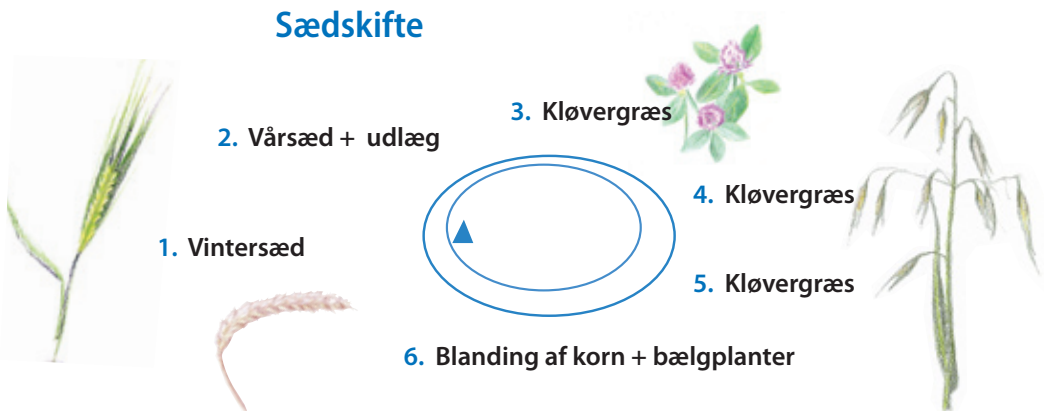 Sædskifte
1. Vintersæd
2. Vårsæd + udlæg
3. Kløvergræs
4. Kløvergræs
5. Kløvergræs
6. Blanding af korn + bælgplanter